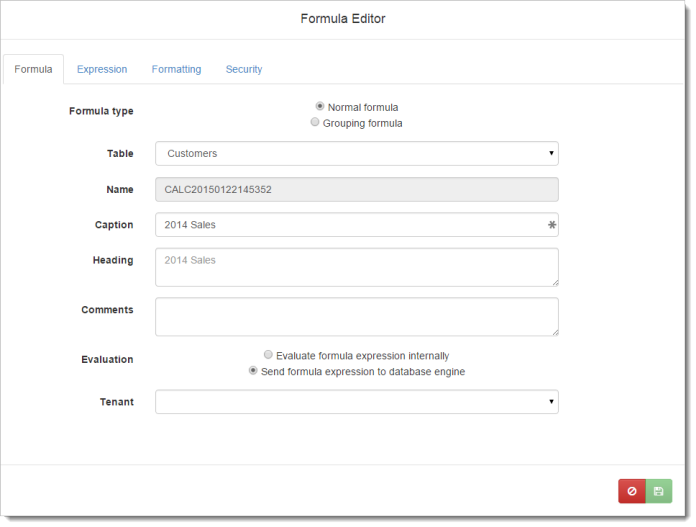 Formula Editor
Formula Expression Formatting Security
Formula type Normal formula
Grouping formula
Table Customers
Name CALC20150122145352
Caption 2014 Sales
Heading 2014 Sales
Comments
Evaluation Evaluate formula expression internally
Send formula expression to database engine
Tenant